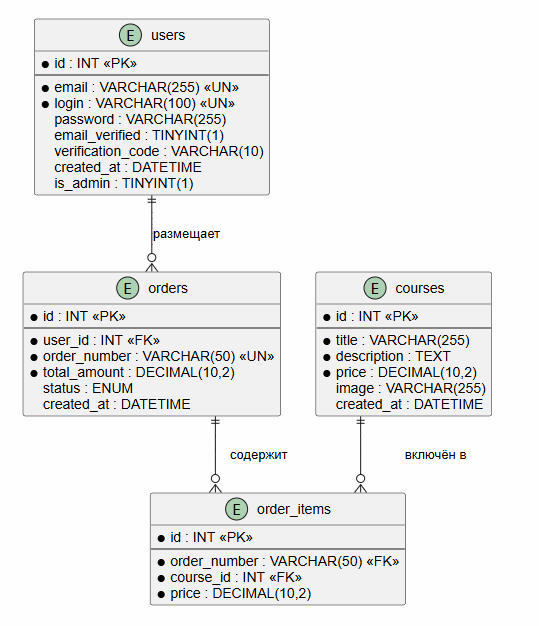 E users
id : INT «PK»
email : VARCHAR(255) «UN»
login : VARCHAR(100) «UN»
password : VARCHAR(255)
email_verified : TINYINT(1)
verification_code : VARCHAR(10)
created_at : DATETIME
is_admin : TINYINT(1)
размещает
E orders
id : INT «PK»
user_id : INT «FK»
order_number : VARCHAR(50) «UN»
total_amount : DECIMAL(10,2)
status : ENUM
created_at : DATETIME
E courses
id : INT «PK»
title : VARCHAR(255)
description : TEXT
price : DECIMAL(10,2)
image : VARCHAR(255)
created_at : DATETIME
содержит
включён в
E order_items
id : INT «PK»
order_number : VARCHAR(50) «FK»
course_id : INT «FK»
price : DECIMAL(10,2)